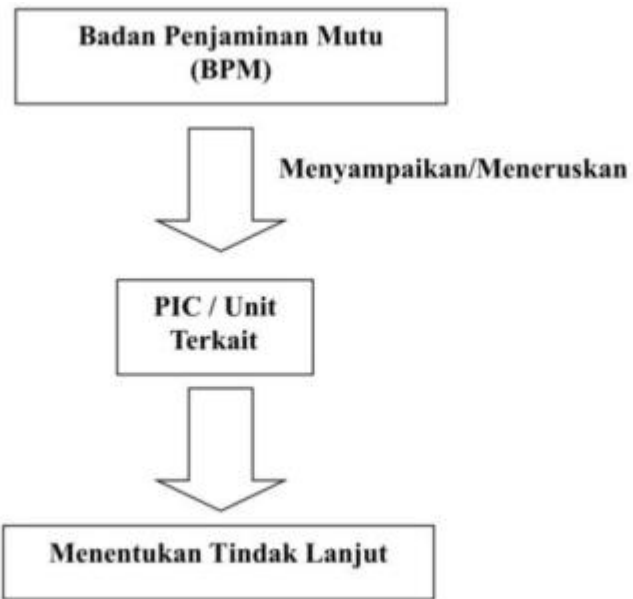 Badan Penjaminan Mutu
(BPM)
Menyampaikan/Meneruskan
PIC / Unit
Terkait
Menentukan Tindak Lanjut